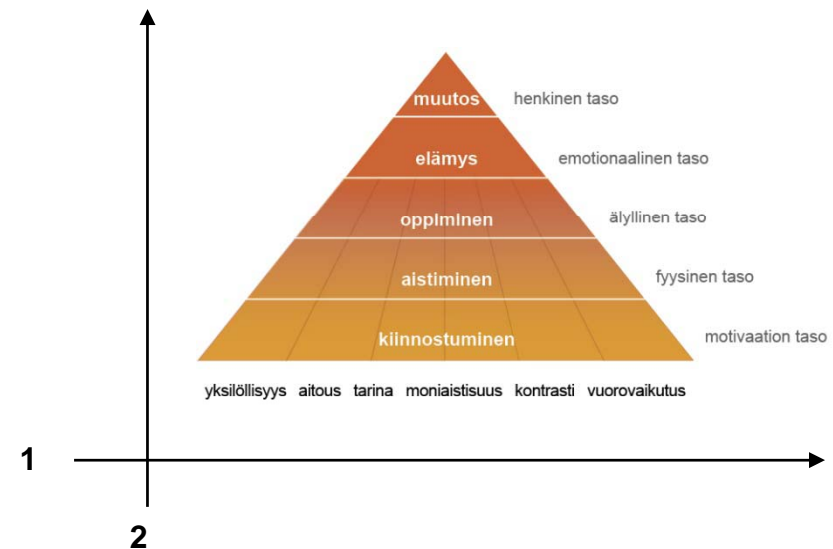 muutos henkinen taso
elämys emotionaalinen taso
oppiminen älyllinen taso
aistiminen fyysinen taso
kiinnostuminen motivaation taso
yksilöllisyys aitous tarina moniaistisuus kontrasti vuorovaikutus
1
2